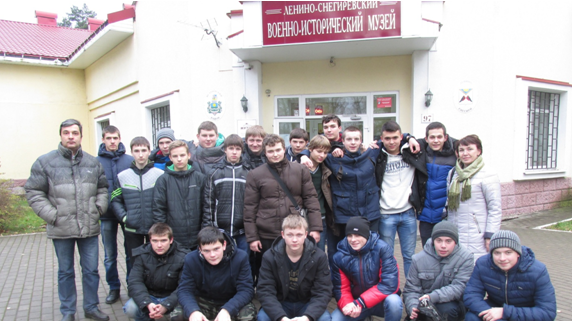 ЛЕНИНО-СНЕГИРЕВСКИЙ
ВОЕННО-ИСТОРИЧЕСКИЙ МУЗЕЙ